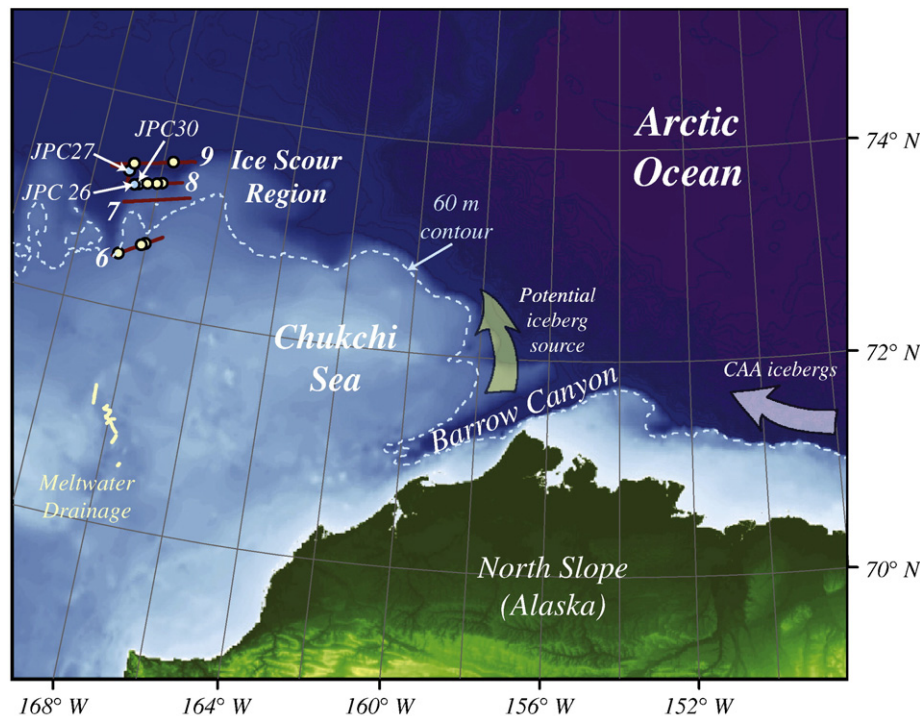 Arctic
Ocean
74° N
JPC30
JPC27
9
Ice Scour
Region
JPC 26
8
7
60 m
contour
6
Potential
iceberg
source
Chukchi
Sea
72° N
CAA icebergs
Barrow Canyon
Meltwater
Drainage
North Slope
(Alaska)
70° N
168° W
164° W
160° W
156° W
152° W